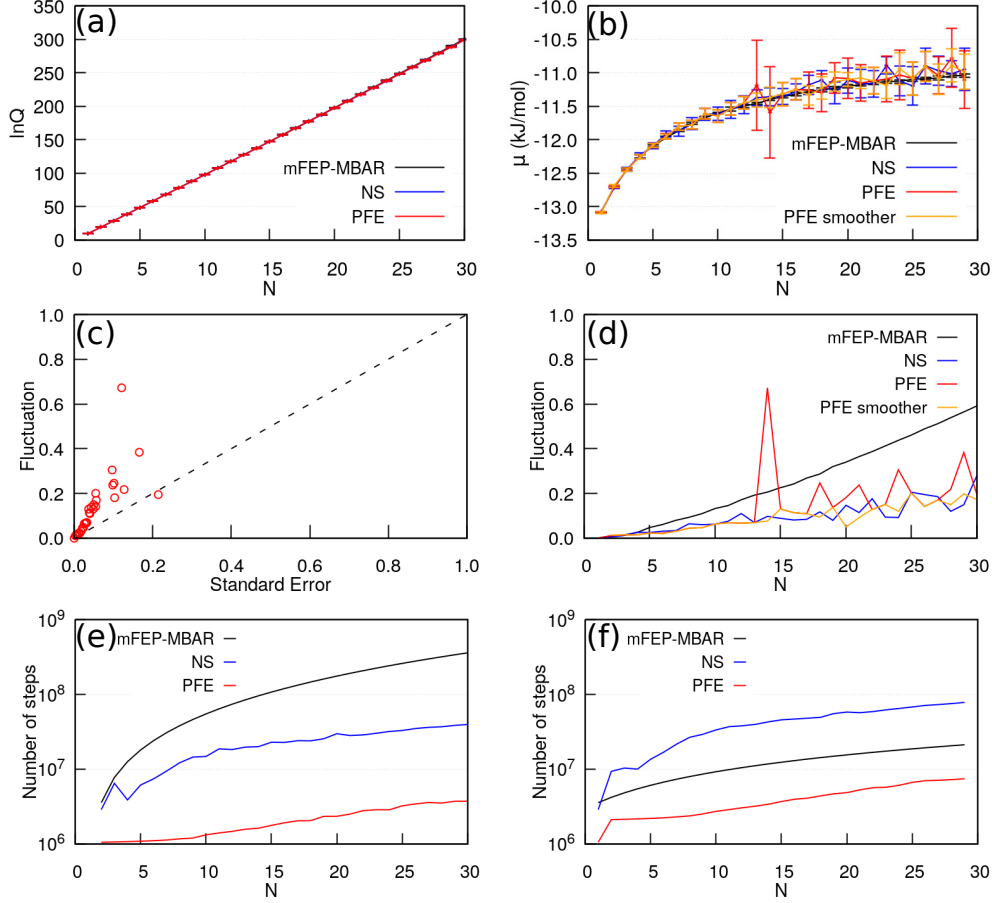 (a)
350
300
250
200
150
100
50
0
lnQ
mFEP-MBAR
NS
PFE
0 5 10 15 20 25 30
N
(b)
-10.0
-10.5
-11.0
-11.5
-12.0
-12.5
-13.0
-13.5
μ (kJ/mol)
mFEP-MBAR
NS
PFE
PFE smoother
0 5 10 15 20 25 30
N
(c)
1.0
0.8
0.6
0.4
0.2
0.0
Fluctuation
0.0 0.2 0.4 0.6 0.8 1.0
Standard Error
(d)
1.0
0.8
0.6
0.4
0.2
0.0
Fluctuation
mFEP-MBAR
NS
PFE
PFE smoother
0 5 10 15 20 25 30
N
(e)
10⁹
10⁸
10⁷
10⁶
Number of steps
mFEP-MBAR
NS
PFE
0 5 10 15 20 25 30
N
(f)
10⁹
10⁸
10⁷
10⁶
Number of steps
mFEP-MBAR
NS
PFE
0 5 10 15 20 25 30
N